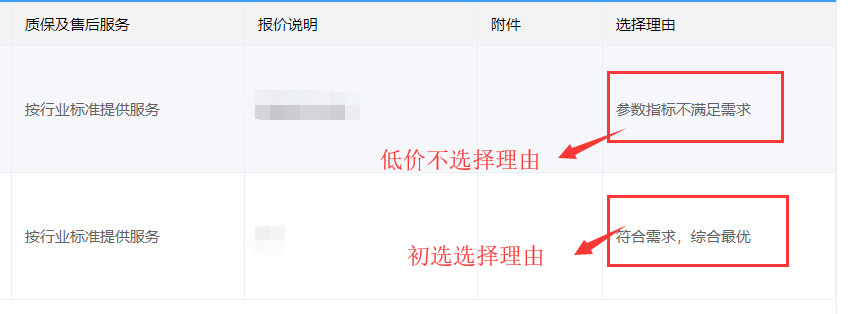 质保及售后服务 报价说明 附件 选择理由
按行业标准提供服务 参数指标不满足需求
低价不选择理由
按行业标准提供服务 符合需求，综合最优
初选选择理由